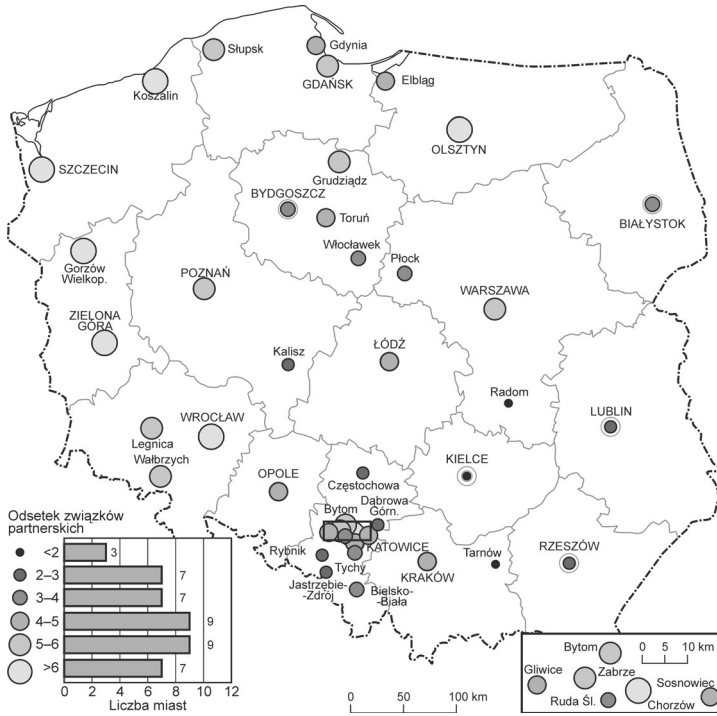 Słupsk
Gdynia
GDAŃSK
Elbląg
Koszalin
OLSZTYN
SZCZECIN
Grudziądz
BYDGOSZCZ
BIAŁYSTOK
Toruń
Włocławek
Płock
Gorzów
Wielkop.
POZNAŃ
WARSZAWA
ZIELONA
GÓRA
Kalisz
ŁÓDŹ
Radom
WROCŁAW
LUBLIN
Legnica
Wałbrzych
KIELCE
OPOLE
Częstochowa
Bytom
Dąbrowa
Górn.
KATOWICE
Rybnik
Tychy
KRAKÓW
Tarnów
RZESZÓW
Jastrzębie-
-Zdrój
Bielsko-
-Biała
Odsetek związków
partnerskich
<2 3
2–3 7
3–4 7
4–5 9
5–6 9
>6 7
0 2 4 6 8 10 12
Liczba miast
0 50 100 km
Bytom 0 5 10 km
Gliwice Zabrze Sosnowiec
Ruda Śl. Chorzów